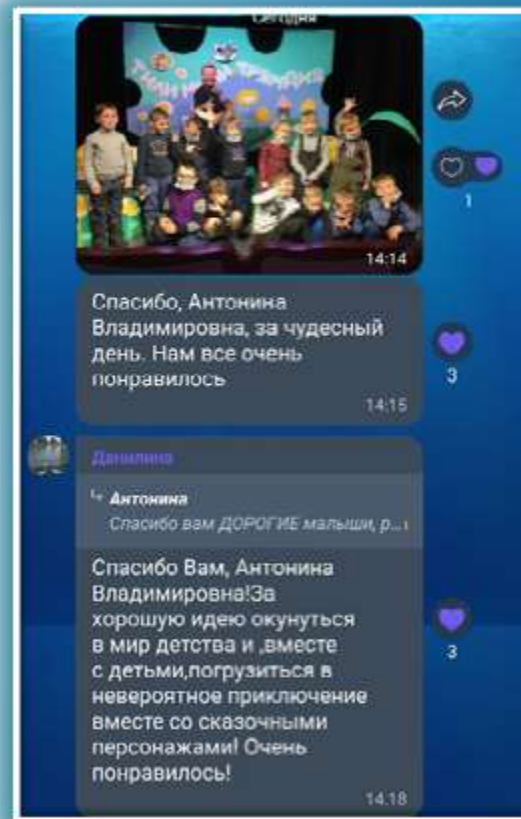 Сегодня
14:14
1
Спасибо, Антонина
Владимировна, за чудесный
день. Нам все очень
понравилось
14:15
3
Данилина
Антонина
Спасибо вам ДОРОГИЕ малыши, р...
Спасибо Вам, Антонина
Владимировна!За
хорошую идею окунуться
в мир детства и ,вместе
с детьми,погрузиться в
невероятное приключение
вместе со сказочными
персонажами! Очень
понравилось!
14:18
3